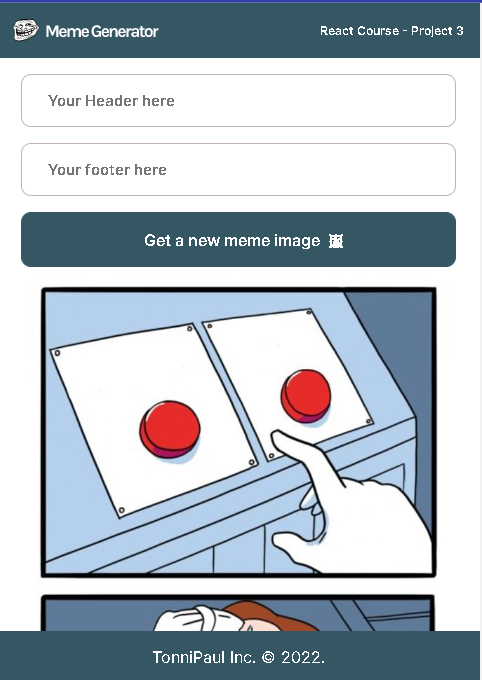 Meme Generator
React Course - Project 3
Your Header here
Your footer here
Get a new meme image
TonniPaul Inc. © 2022.